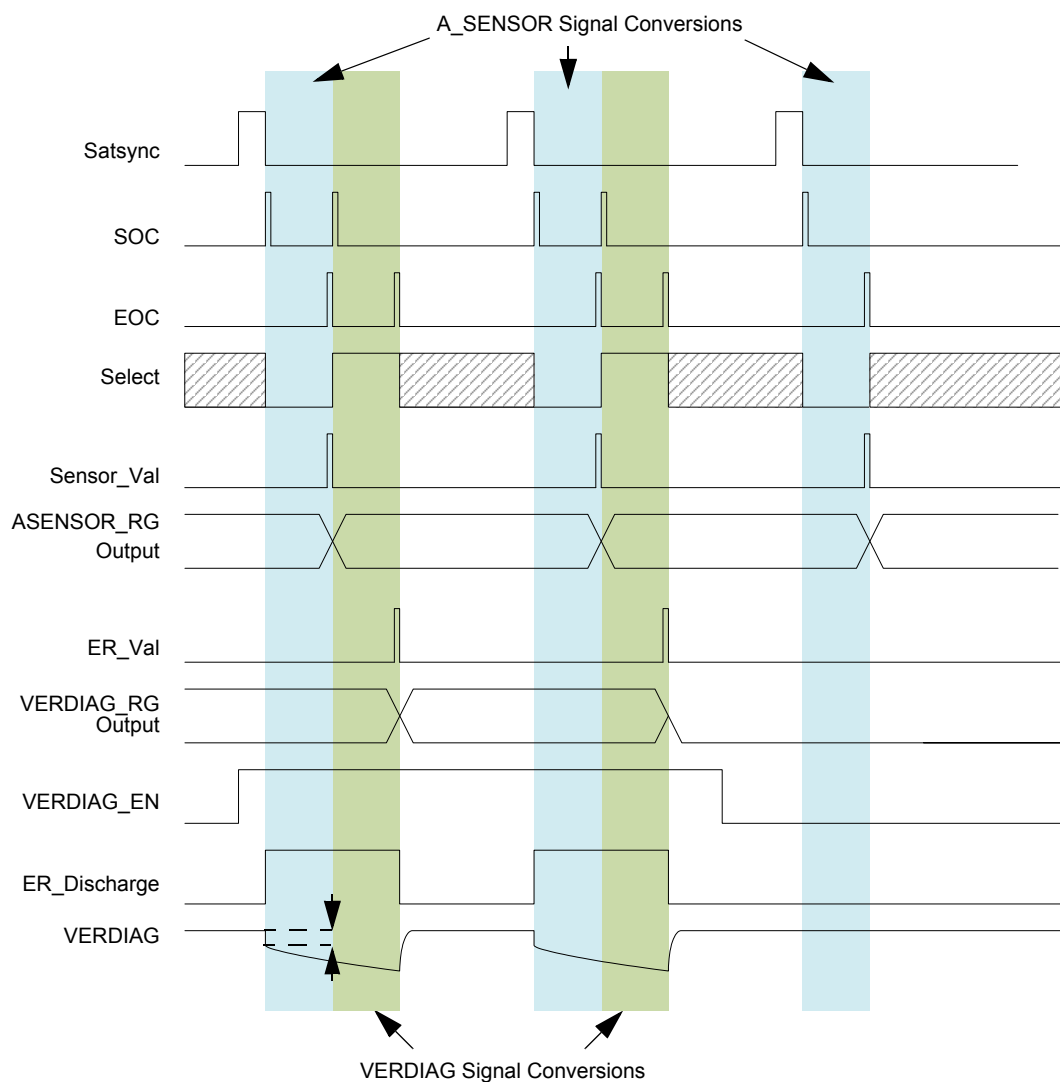 A_SENSOR Signal Conversions
Satsync
SOC
EOC
Select
Sensor_Val
ASENSOR_RG
Output
ER_Val
VERDIAG_RG
Output
VERDIAG_EN
ER_Discharge
VERDIAG
VERDIAG Signal Conversions